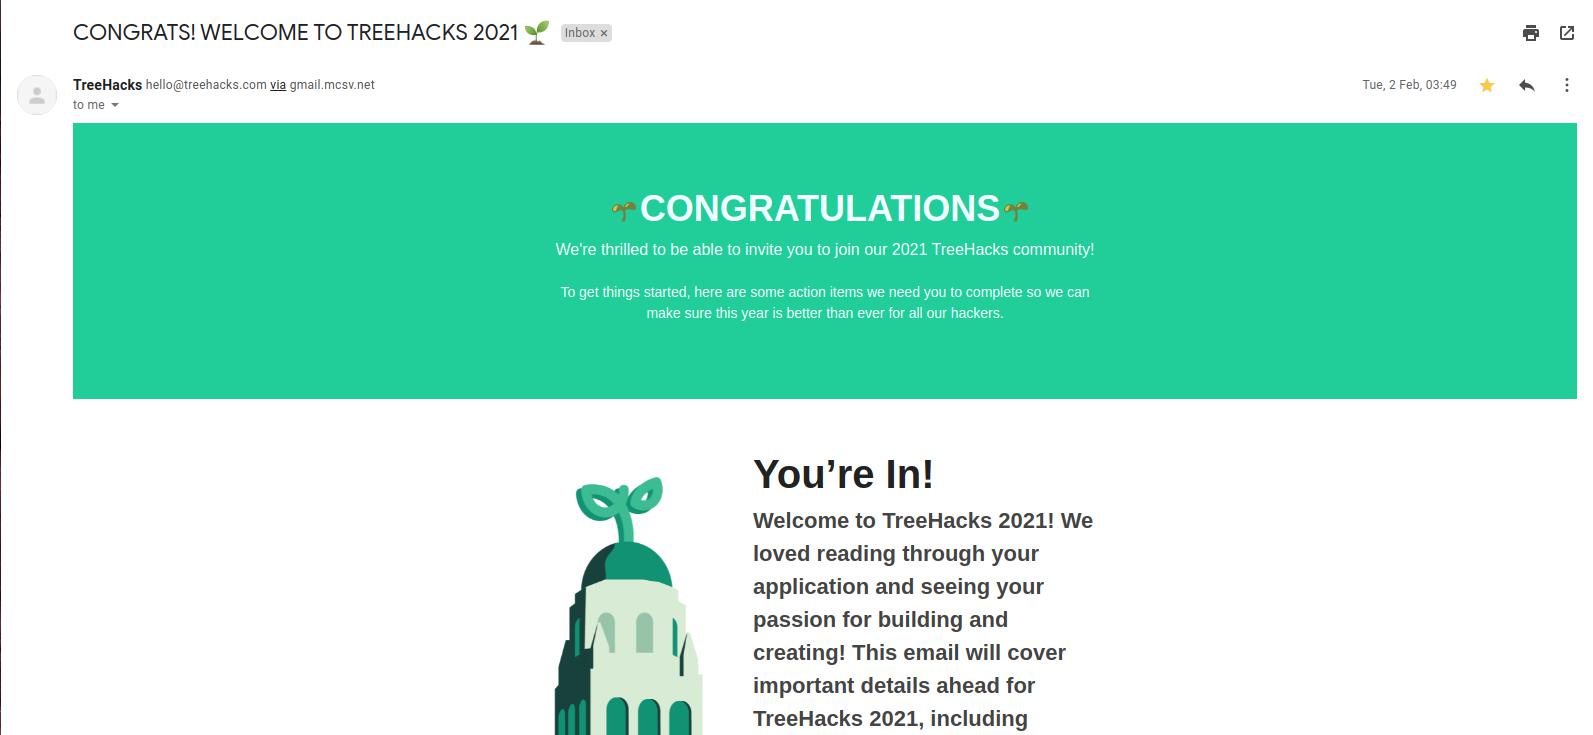 CONGRATS! WELCOME TO TREEHACKS 2021 🌱 Inbox ×
TreeHacks hello@treehacks.com via gmail.mcsv.net Tue, 2 Feb, 03:49
to me
🌱CONGRATULATIONS🌱
We're thrilled to be able to invite you to join our 2021 TreeHacks community!
To get things started, here are some action items we need you to complete so we can
make sure this year is better than ever for all our hackers.
You’re In!
Welcome to TreeHacks 2021! We
loved reading through your
application and seeing your
passion for building and
creating! This email will cover
important details ahead for
TreeHacks 2021, including